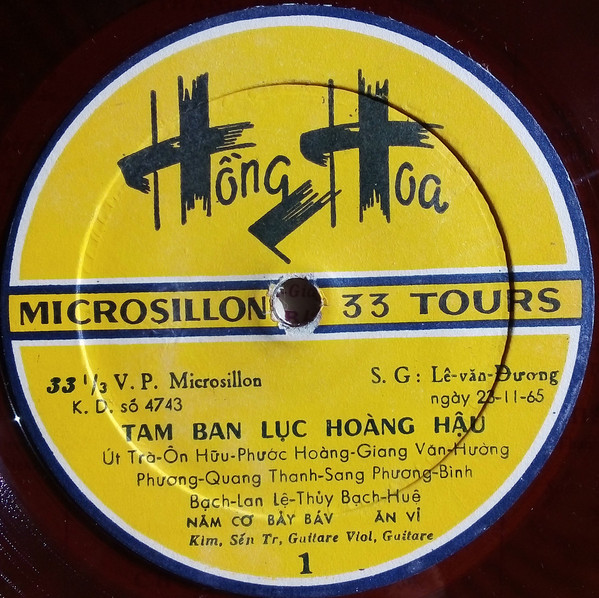 Hồng Hoa
MICROSILLON 33 TOURS
33 1/3 V. P. Microsillon S. G : Lê-văn-Đương
K. D. số 4743 ngày 23-11-65
TAM BAN LỤC HOÀNG HẬU
Út Trà-Ôn Hữu-Phước Hoàng-Giang Văn-Hường
Phương-Quang Thanh-Sang Phương-Bình
Bạch-Lan Lệ-Thủy Bạch-Huệ
NĂM CƠ BẢY BÁV ĂN VỈ
Kim, Sến Tr, Guitare Viol, Guitare
1